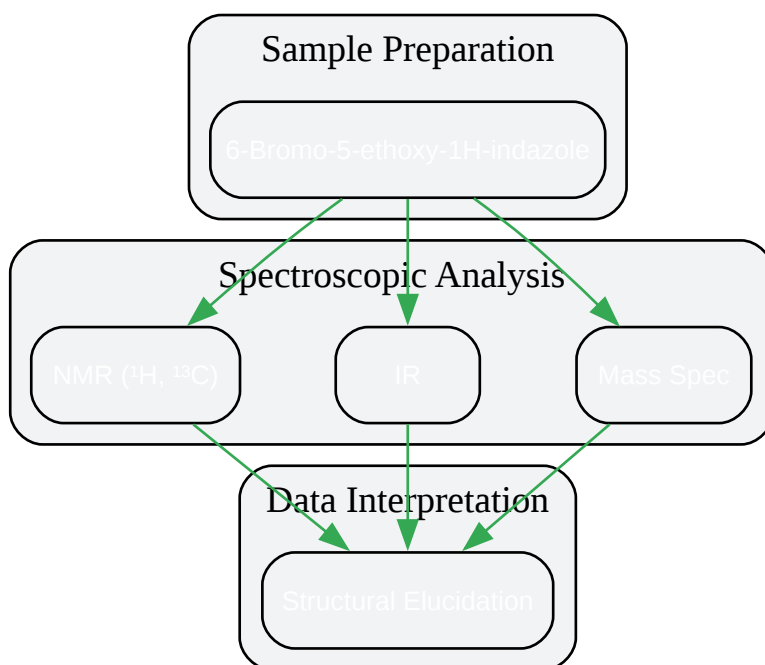 Sample Preparation
6-Bromo-5-ethoxy-1H-indazole
Spectroscopic Analysis
NMR (¹H, ¹³C)
IR
Mass Spec
Data Interpretation
Structural Elucidation